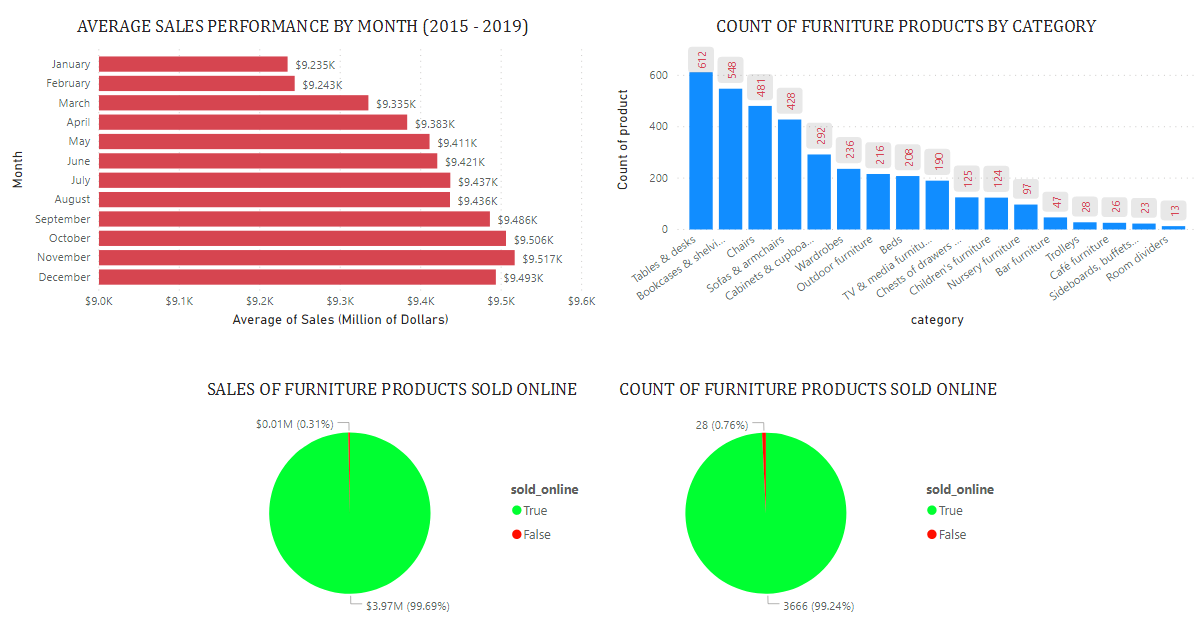 AVERAGE SALES PERFORMANCE BY MONTH (2015 - 2019)
Month
January $9.235K
February $9.243K
March $9.335K
April $9.383K
May $9.411K
June $9.421K
July $9.437K
August $9.436K
September $9.486K
October $9.506K
November $9.517K
December $9.493K
$9.0K $9.1K $9.2K $9.3K $9.4K $9.5K $9.6K
Average of Sales (Million of Dollars)
COUNT OF FURNITURE PRODUCTS BY CATEGORY
Count of product
600
400
200
0
612 548 481 428 292 236 216 208 190 125 124 97 47 28 26 23 13
Tables & desks
Bookcases & shelvi...
Chairs
Sofas & armchairs
Cabinets & cupboa...
Wardrobes
Outdoor furniture
Beds
TV & media furnitu...
Chests of drawers ...
Children's furniture
Nursery furniture
Bar furniture
Trolleys
Café furniture
Sideboards, buffets...
Room dividers
category
SALES OF FURNITURE PRODUCTS SOLD ONLINE
$0.01M (0.31%)
$3.97M (99.69%)
sold_online
True
False
COUNT OF FURNITURE PRODUCTS SOLD ONLINE
28 (0.76%)
3666 (99.24%)
sold_online
True
False